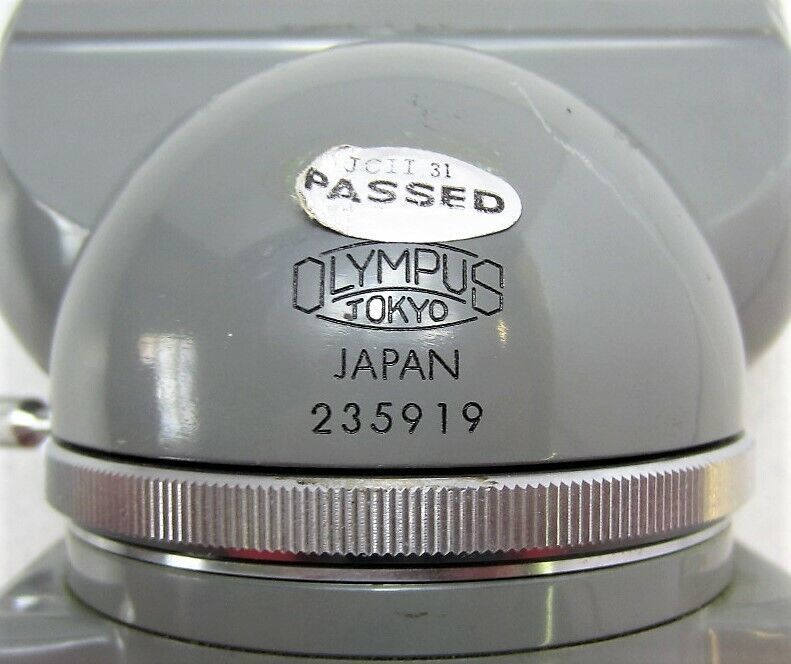 JCII 31
PASSED
OLYMPUS
TOKYO
JAPAN
235919